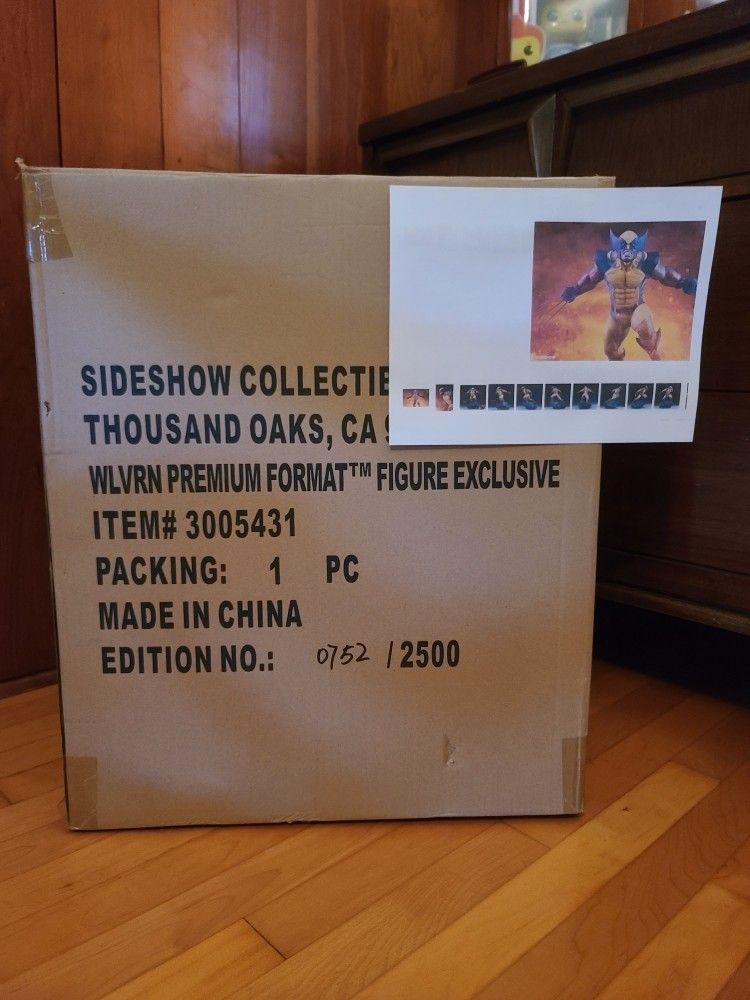 SIDESHOW COLLECTIB
THOUSAND OAKS, CA
WLVRN PREMIUM FORMAT™ FIGURE EXCLUSIVE
ITEM# 3005431
PACKING: 1 PC
MADE IN CHINA
EDITION NO.: 0752 / 2500